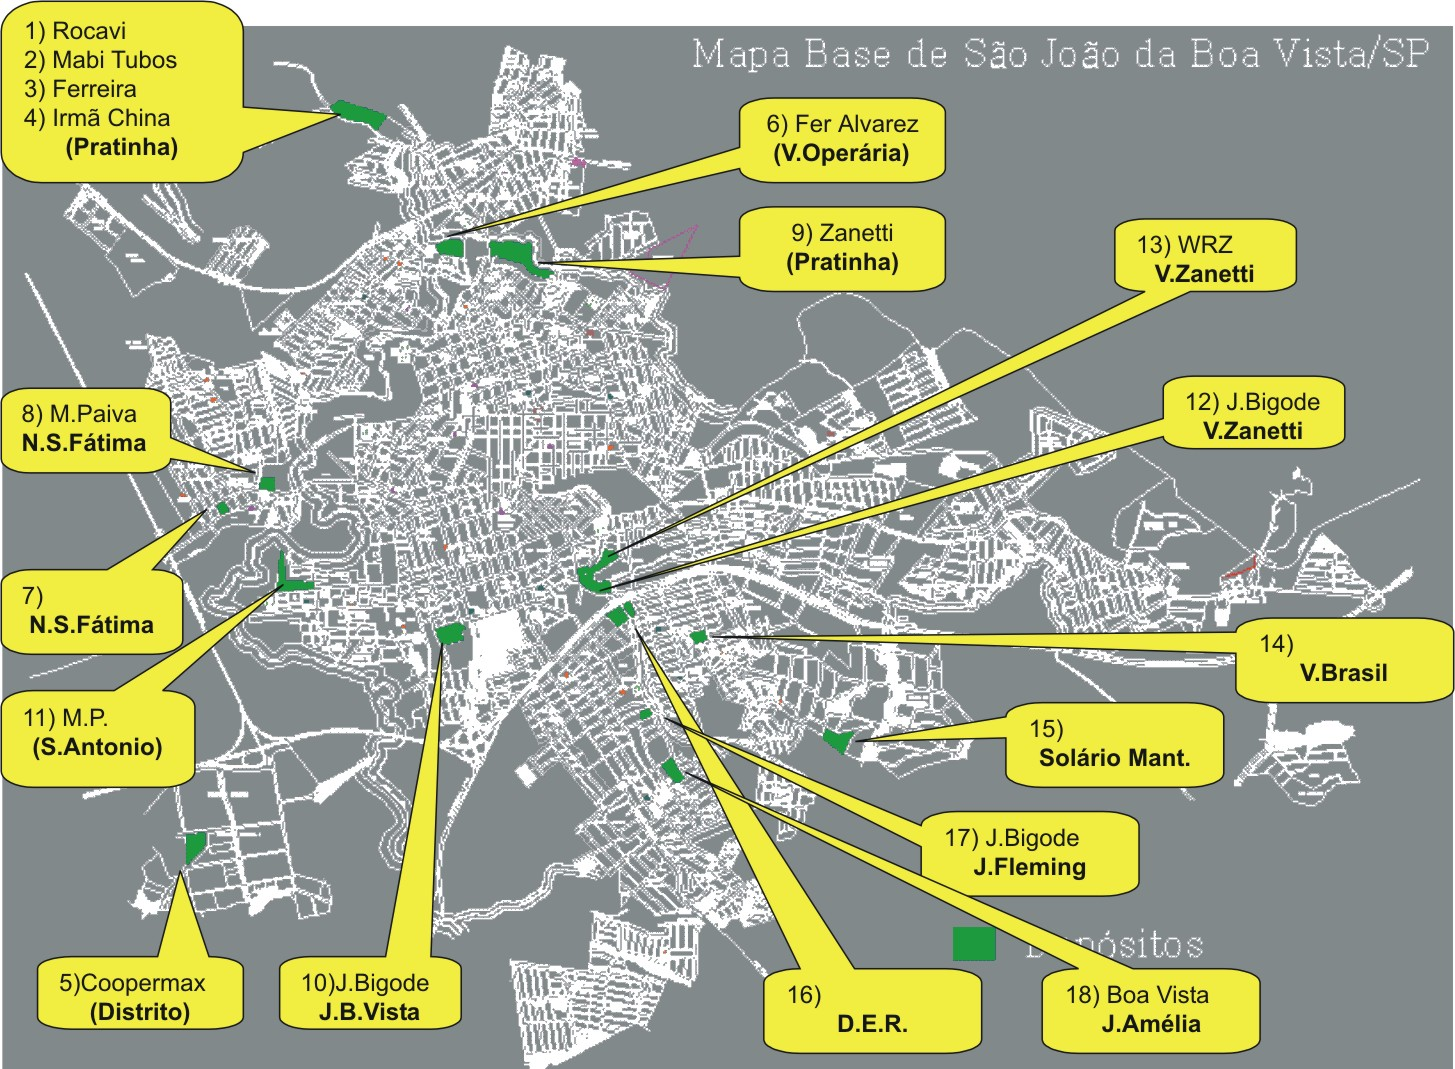 Mapa Base de São João da Boa Vista/SP
1) Rocavi
2) Mabi Tubos
3) Ferreira
4) Irmã China
(Pratinha)
6) Fer Alvarez
(V.Operária)
9) Zanetti
(Pratinha)
13) WRZ
V.Zanetti
8) M.Paiva
N.S.Fátima
12) J.Bigode
V.Zanetti
7)
N.S.Fátima
14)
V.Brasil
11) M.P.
(S.Antonio)
15)
Solário Mant.
17) J.Bigode
J.Fleming
Depósitos
5)Coopermax
(Distrito)
10)J.Bigode
J.B.Vista
16)
D.E.R.
18) Boa Vista
J.Amélia